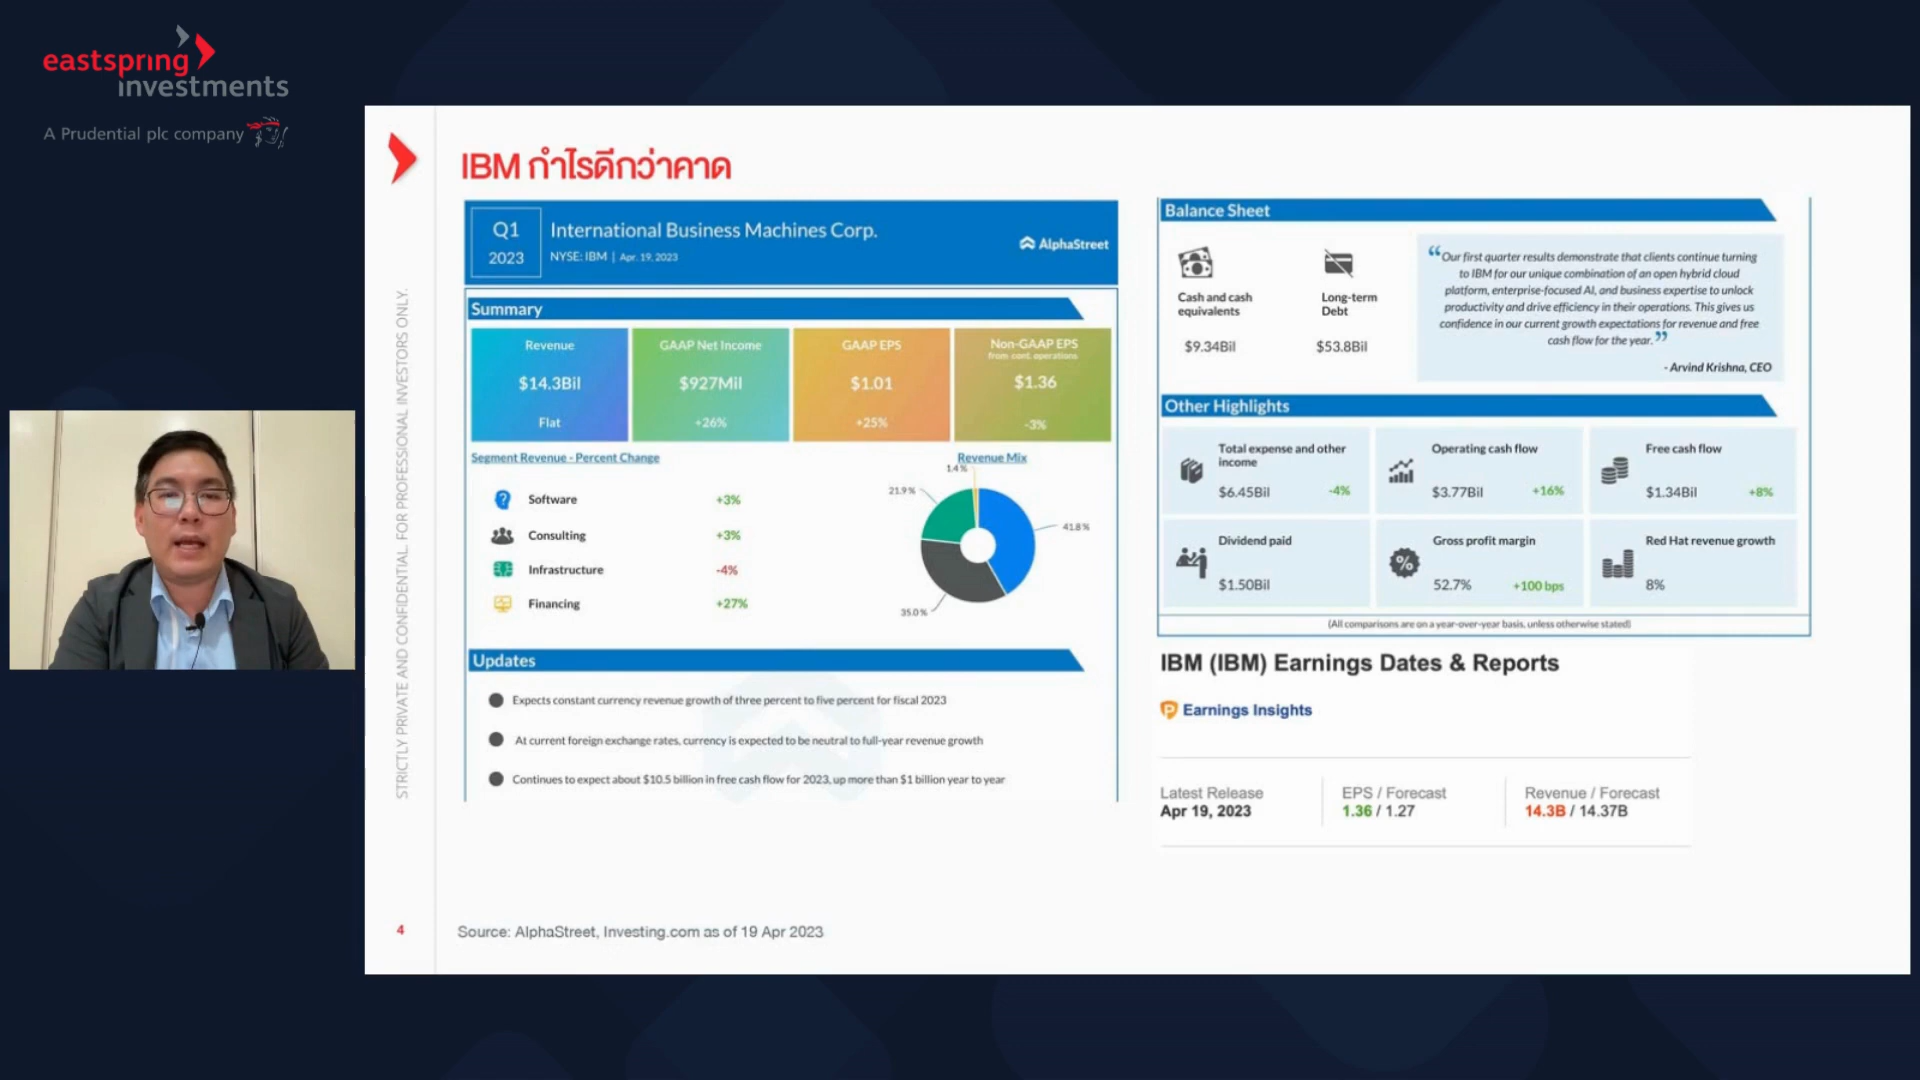 eastspring
investments
A Prudential plc company
STRICTLY PRIVATE AND CONFIDENTIAL. FOR PROFESSIONAL INVESTORS ONLY.
IBM กำไรดีกว่าคาด
Q1
2023
International Business Machines Corp.
NYSE: IBM | Apr. 19, 2023
AlphaStreet
Summary
Revenue
$14.3Bil
Flat
GAAP Net Income
$927Mil
+26%
GAAP EPS
$1.01
+25%
Non-GAAP EPS
from cont. operations
$1.36
-3%
Segment Revenue - Percent Change
Software +3%
Consulting +3%
Infrastructure -4%
Financing +27%
Revenue Mix
1.4%
21.9%
41.8%
35.0%
Updates
Expects constant currency revenue growth of three percent to five percent for fiscal 2023
At current foreign exchange rates, currency is expected to be neutral to full-year revenue growth
Continues to expect about $10.5 billion in free cash flow for 2023, up more than $1 billion year to year
Balance Sheet
Cash and cash
equivalents
$9.34Bil
Long-term
Debt
$53.8Bil
“Our first quarter results demonstrate that clients continue turning
to IBM for our unique combination of an open hybrid cloud
platform, enterprise-focused AI, and business expertise to unlock
productivity and drive efficiency in their operations. This gives us
confidence in our current growth expectations for revenue and free
cash flow for the year.”
- Arvind Krishna, CEO
Other Highlights
Total expense and other
income
$6.45Bil -4%
Operating cash flow
$3.77Bil +16%
Free cash flow
$1.34Bil +8%
Dividend paid
$1.50Bil
Gross profit margin
52.7% +100 bps
Red Hat revenue growth
8%
(All comparisons are on a year-over-year basis, unless otherwise stated)
IBM (IBM) Earnings Dates & Reports
Earnings Insights
Latest Release
Apr 19, 2023
EPS / Forecast
1.36 / 1.27
Revenue / Forecast
14.3B / 14.37B
4
Source: AlphaStreet, Investing.com as of 19 Apr 2023